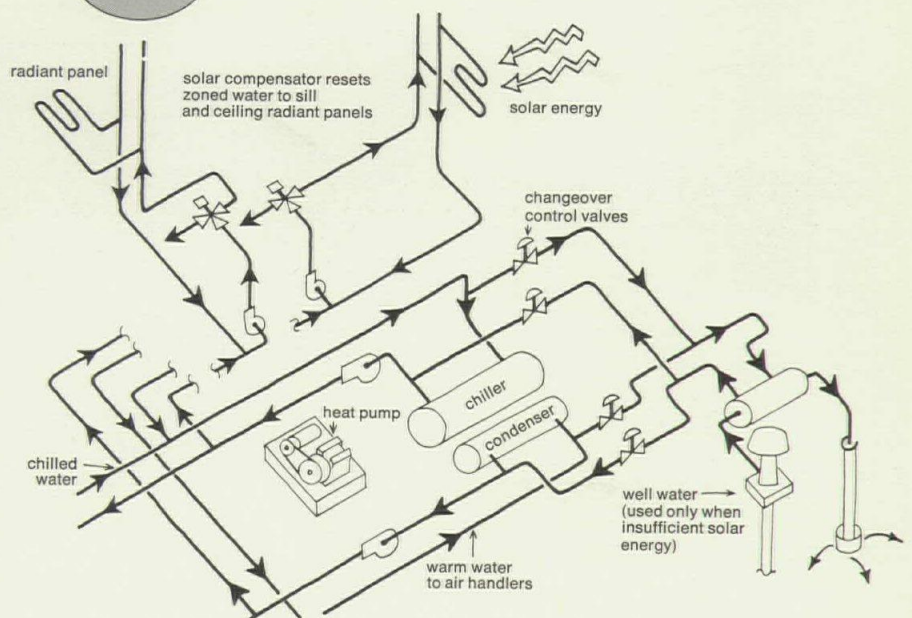 radiant panel
solar compensator resets
zoned water to sill
and ceiling radiant panels
solar energy
changeover
control valves
chiller
condenser
heat pump
chilled
water
well water
(used only when
insufficient solar
energy)
warm water
to air handlers